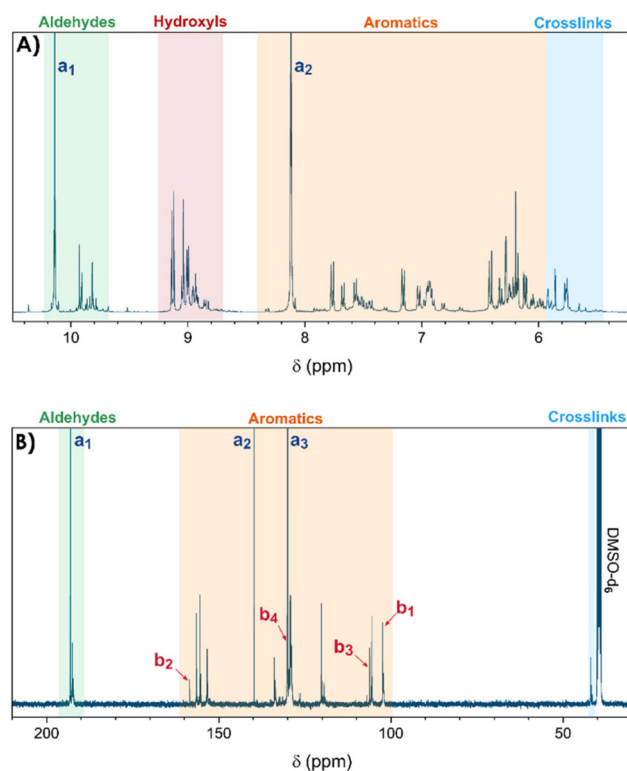 Aldehydes Hydroxyls Aromatics Crosslinks
A)
a1 a2
10 9 8 7 6
δ (ppm)
Aldehydes Aromatics Crosslinks
B)
a1 a2 a3
b4 b1
b2 b3
DMSO-d6
200 150 100 50
δ (ppm)